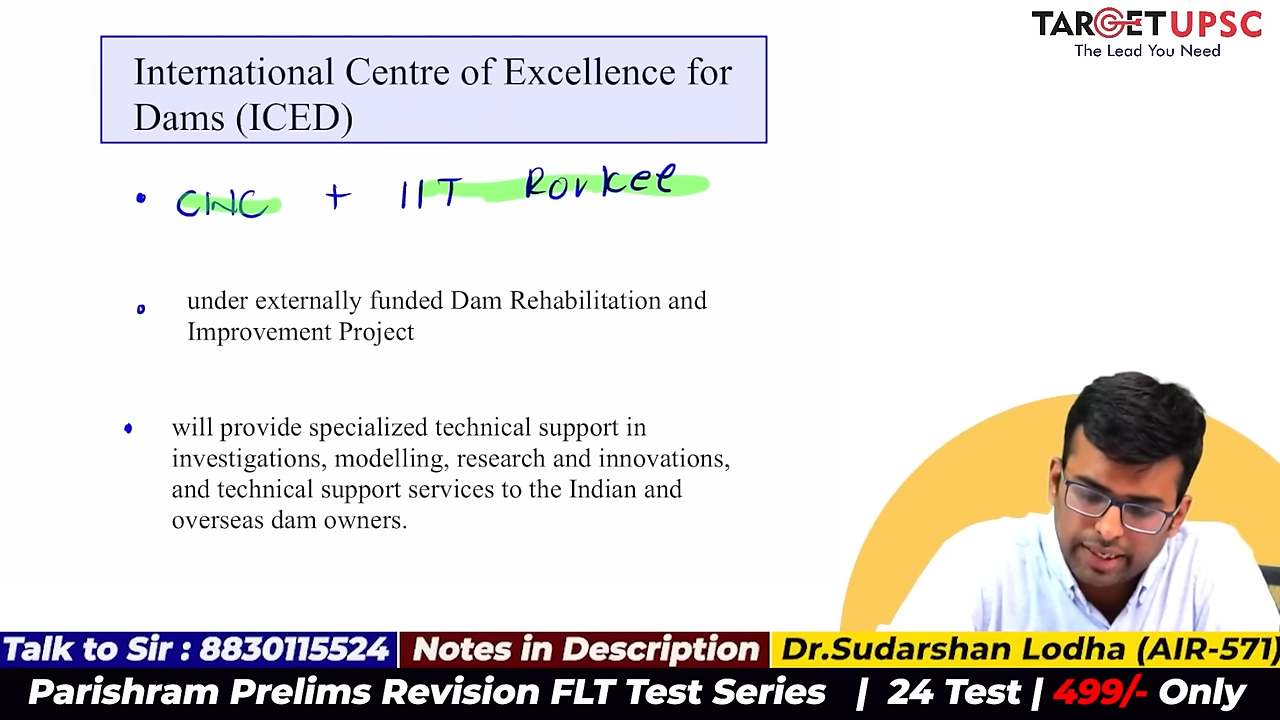 TARGETUPSC
The Lead You Need
International Centre of Excellence for
Dams (ICED)
• CWC + IIT Rorkee
under externally funded Dam Rehabilitation and
Improvement Project
• will provide specialized technical support in
investigations, modelling, research and innovations,
and technical support services to the Indian and
overseas dam owners.
Talk to Sir : 8830115524 Notes in Description Dr.Sudarshan Lodha (AIR-571)
Parishram Prelims Revision FLT Test Series | 24 Test | 499/- Only